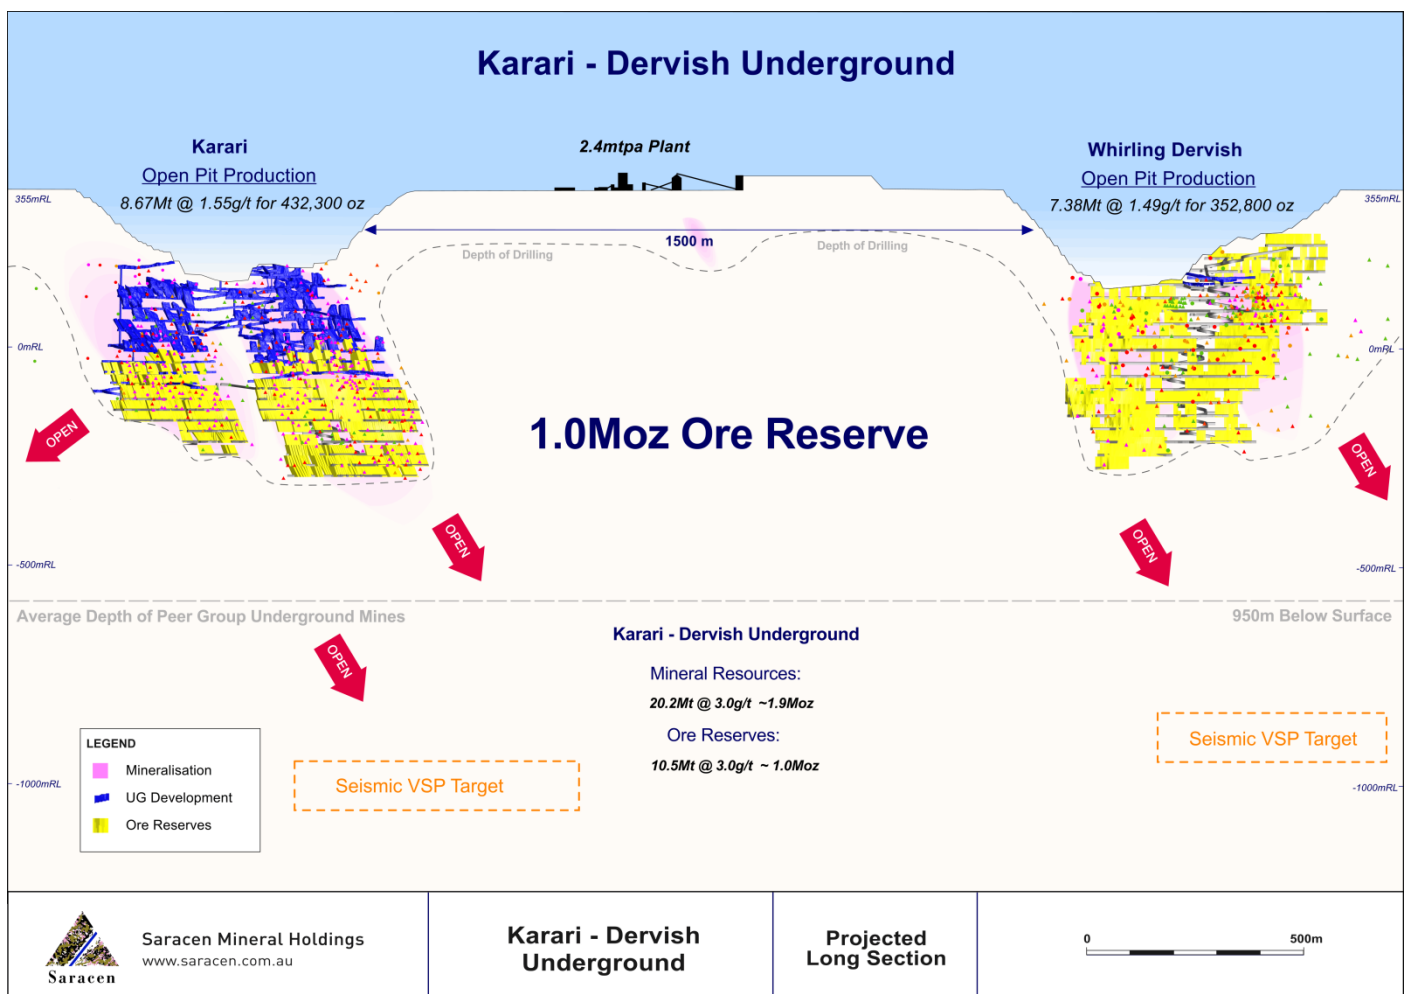 Karari - Dervish Underground
Karari
Open Pit Production
8.67Mt @ 1.55g/t for 432,300 oz
2.4mtpa Plant
Whirling Dervish
Open Pit Production
7.38Mt @ 1.49g/t for 352,800 oz
355mRL
355mRL
1500 m
Depth of Drilling
Depth of Drilling
0mRL
0mRL
OPEN
1.0Moz Ore Reserve
OPEN
OPEN
OPEN
-500mRL
-500mRL
Average Depth of Peer Group Underground Mines
950m Below Surface
OPEN
Karari - Dervish Underground
Mineral Resources:
20.2Mt @ 3.0g/t ~1.9Moz
Ore Reserves:
10.5Mt @ 3.0g/t ~ 1.0Moz
Seismic VSP Target
LEGEND
Mineralisation
UG Development
Ore Reserves
-1000mRL
Seismic VSP Target
-1000mRL
Saracen
Saracen Mineral Holdings
www.saracen.com.au
Karari - Dervish
Underground
Projected
Long Section
0
500m